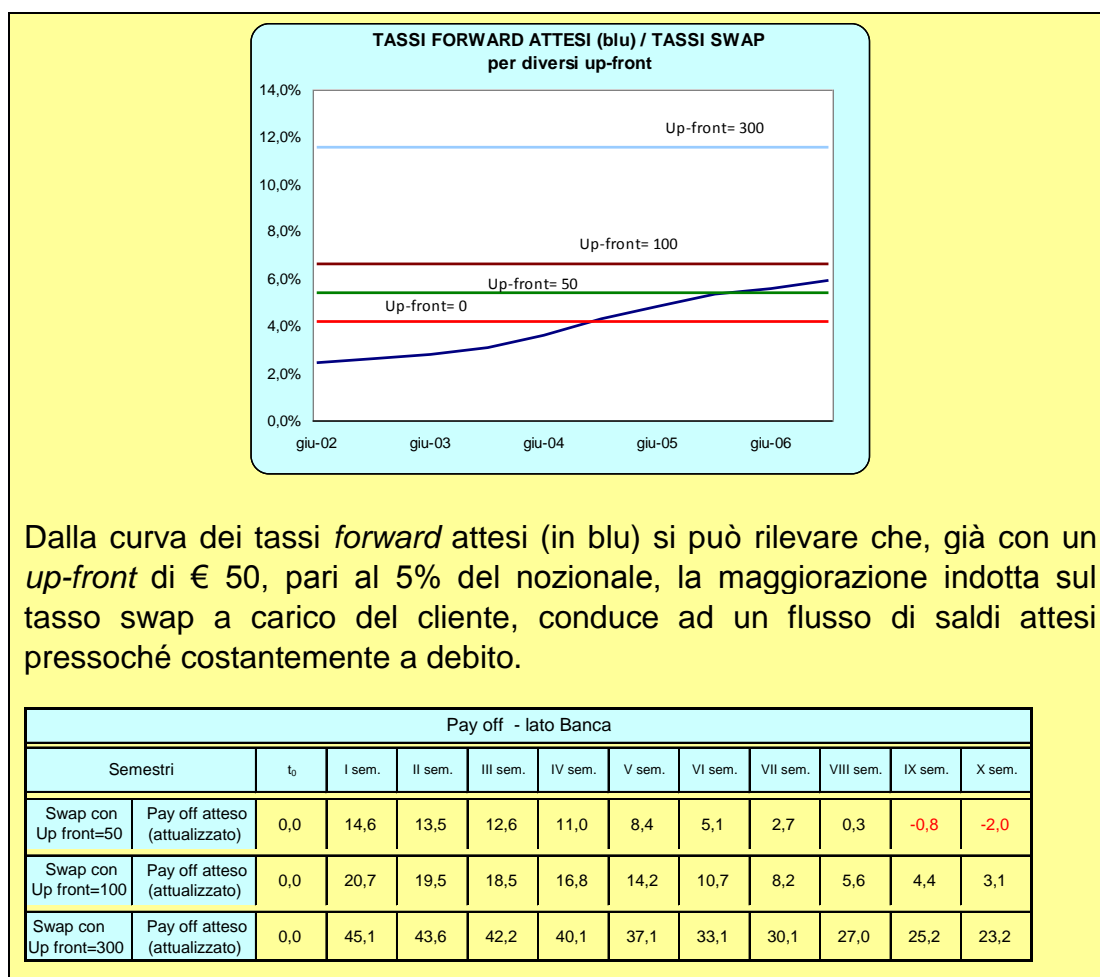 TASSI FORWARD ATTESI (blu) / TASSI SWAP
per diversi up-front
14,0%
12,0%
10,0%
8,0%
6,0%
4,0%
2,0%
0,0%
Up-front= 300
Up-front= 100
Up-front= 50
Up-front= 0
giu-02 giu-03 giu-04 giu-05 giu-06
Dalla curva dei tassi forward attesi (in blu) si può rilevare che, già con un
up-front di € 50, pari al 5% del nozionale, la maggiorazione indotta sul
tasso swap a carico del cliente, conduce ad un flusso di saldi attesi
pressoché costantemente a debito.
Pay off - lato Banca
Semestri t0 I sem. II sem. III sem. IV sem. V sem. VI sem. VII sem. VIII sem. IX sem. X sem.
Swap con Up front=50 Pay off atteso (attualizzato) 0,0 14,6 13,5 12,6 11,0 8,4 5,1 2,7 0,3 -0,8 -2,0
Swap con Up front=100 Pay off atteso (attualizzato) 0,0 20,7 19,5 18,5 16,8 14,2 10,7 8,2 5,6 4,4 3,1
Swap con Up front=300 Pay off atteso (attualizzato) 0,0 45,1 43,6 42,2 40,1 37,1 33,1 30,1 27,0 25,2 23,2